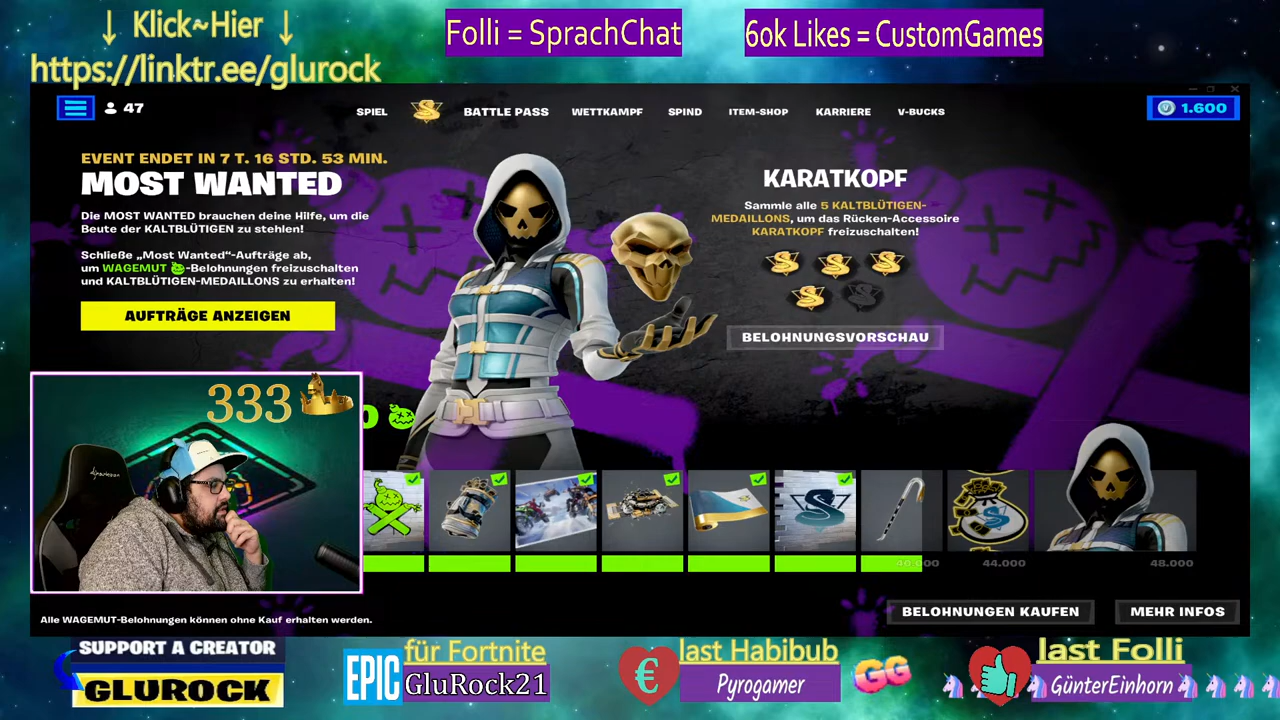 ↓ Klick~Hier ↓
https://linktr.ee/glurock
Folli = SprachChat
60k Likes = CustomGames
47
SPIEL
BATTLE PASS
WETTKAMPF
SPIND
ITEM-SHOP
KARRIERE
V-BUCKS
1.600
EVENT ENDET IN 7 T. 16 STD. 53 MIN.
MOST WANTED
Die MOST WANTED brauchen deine Hilfe, um die
Beute der KALTBLÜTIGEN zu stehlen!
Schließe „Most Wanted“-Aufträge ab,
um WAGEMUT -Belohnungen freizuschalten
und KALTBLÜTIGEN-MEDAILLONS zu erhalten!
AUFTRÄGE ANZEIGEN
KARATKOPF
Sammle alle 5 KALTBLÜTIGEN-
MEDAILLONS, um das Rücken-Accessoire
KARATKOPF freizuschalten!
BELOHNUNGSVORSCHAU
333
0
40.000
44.000
48.000
Alle WAGEMUT-Belohnungen können ohne Kauf erhalten werden.
BELOHNUNGEN KAUFEN
MEHR INFOS
SUPPORT A CREATOR
GLUROCK
EPIC
für Fortnite
GluRock21
€
last Habibub
Pyrogamer
GG
last Folli
GünterEinhorn